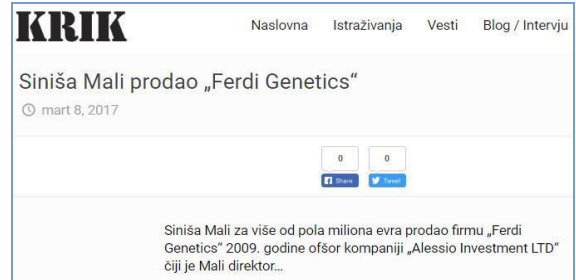 KRIK Naslovna Istraživanja Vesti Blog / Intervju
Siniša Mali prodao „Ferdi Genetics“
mart 8, 2017
0 0
Share Tweet
Siniša Mali za više od pola miliona evra prodao firmu „Ferdi
Genetics“ 2009. godine ofšor kompaniji „Alessio Investment LTD“
čiji je Mali direktor...